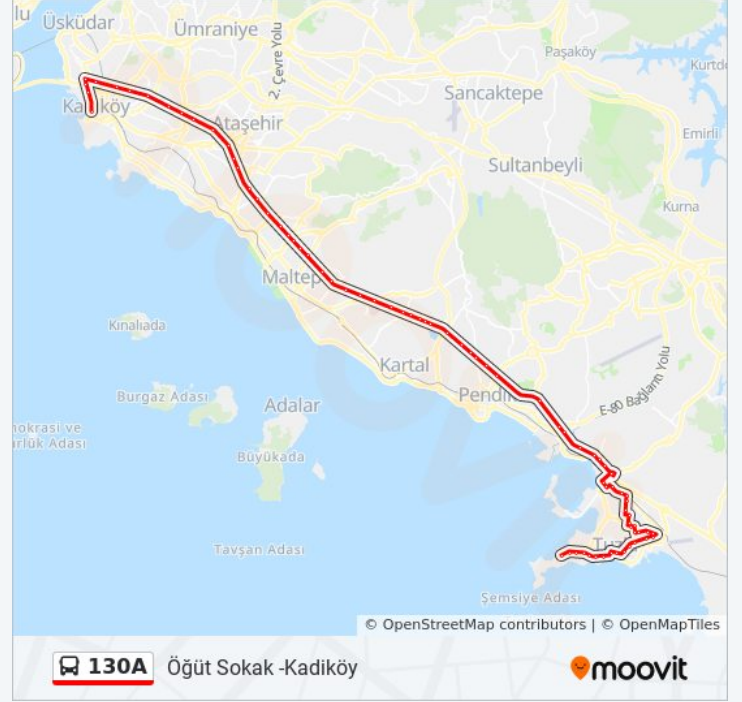 lu
Üsküdar
Ümraniye
2. Çevre Yolu
Paşaköy
Kurtdo
Sancaktepe
Kadıköy
Ataşehir
Emirli
Sultanbeyli
Kurna
Maltepe
Kınalıada
Kartal
Pendik
E-80 Bağlantı Yolu
Burgaz Adası
Adalar
mokrasi ve
ürlük Adası
Büyükada
Tuzla
Tavşan Adası
Şemsiye Adası
© OpenStreetMap contributors | © OpenMapTiles
130A Öğüt Sokak -Kadiköy
moovit